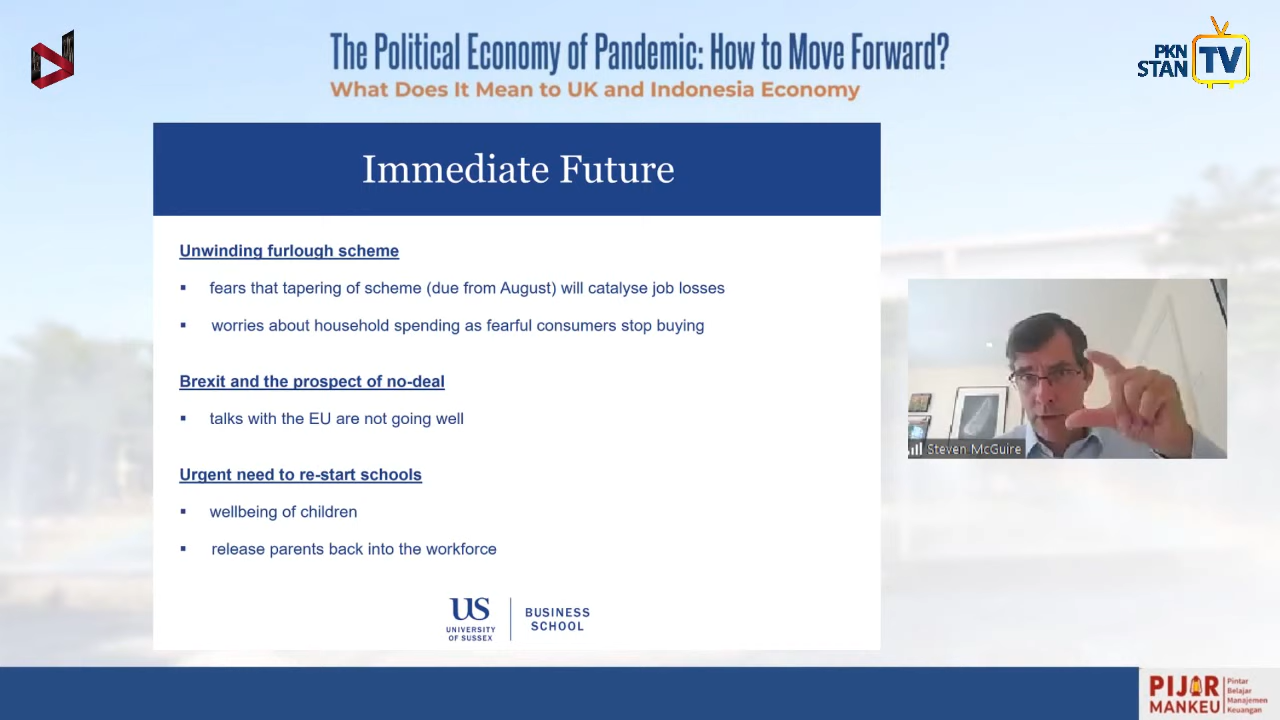 The Political Economy of Pandemic: How to Move Forward?
What Does It Mean to UK and Indonesia Economy
PKN
STAN TV
Immediate Future
Unwinding furlough scheme
▪ fears that tapering of scheme (due from August) will catalyse job losses
▪ worries about household spending as fearful consumers stop buying
Brexit and the prospect of no-deal
▪ talks with the EU are not going well
Urgent need to re-start schools
▪ wellbeing of children
▪ release parents back into the workforce
Steven McGuire
US
UNIVERSITY
OF SUSSEX
BUSINESS
SCHOOL
PIJAR
MANKEU
Pintar
Belajar
Manajemen
Keuangan